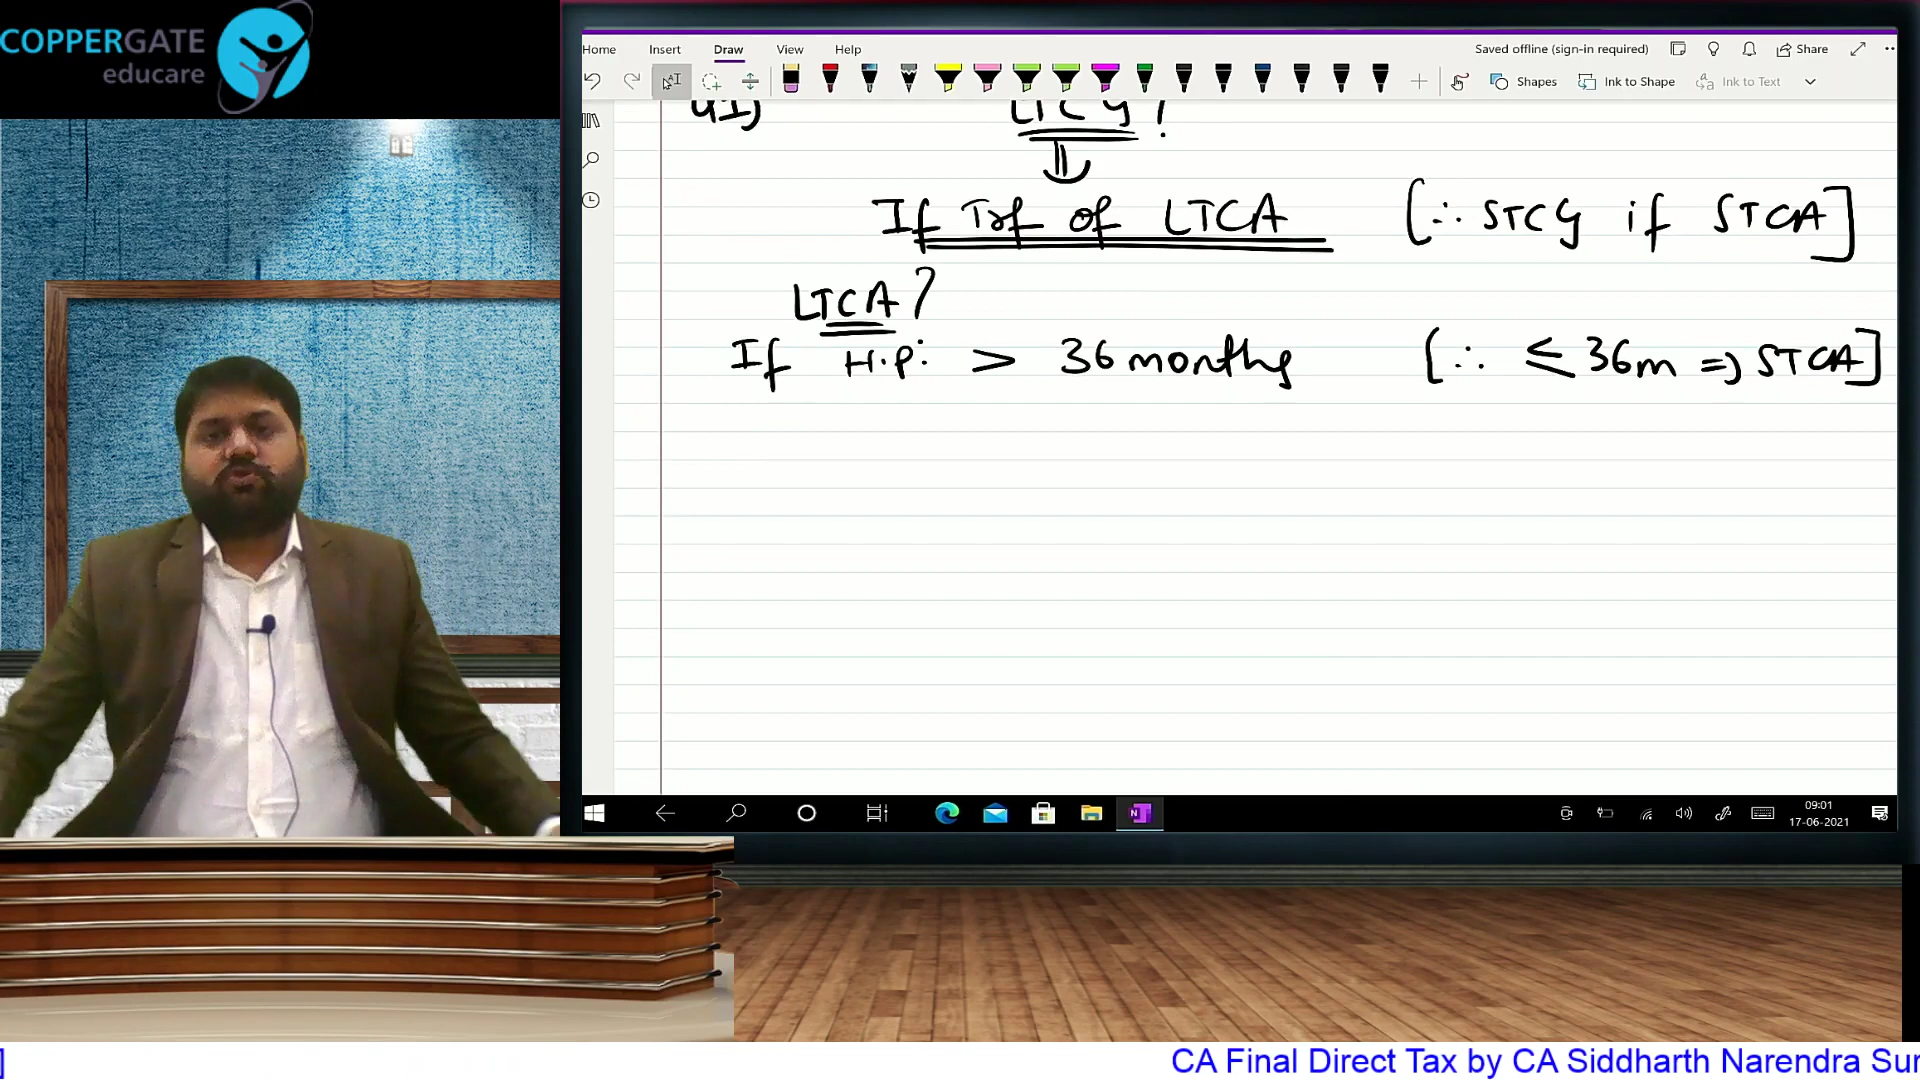 COPPERGATE
educare
Home Insert Draw View Help
Saved offline (sign-in required) Share
Shapes Ink to Shape Ink to Text
LTCG?
If Trf of LTCA [∴ STCG if STCA]
LTCA?
If H.P. > 36 months [∴ ≤ 36m => STCA]
09:01
17-06-2021
] CA Final Direct Tax by CA Siddharth Narendra Sur